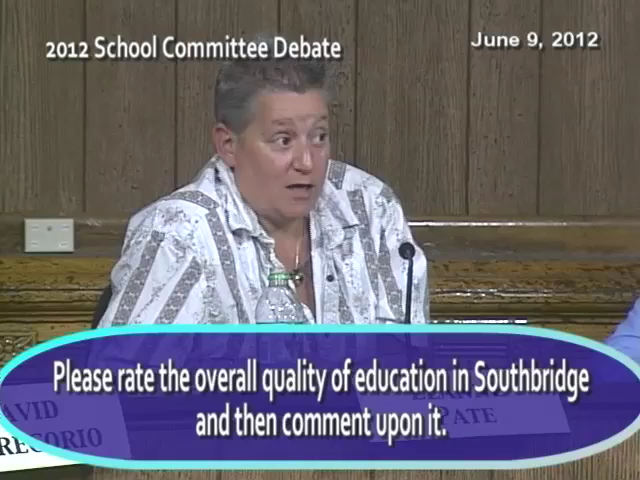 2012 School Committee Debate
June 9, 2012
Please rate the overall quality of education in Southbridge
and then comment upon it.
PATE